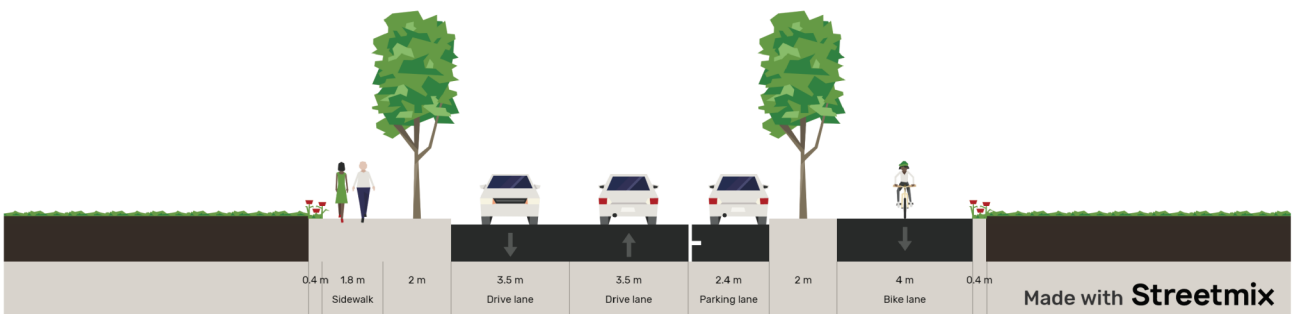 0.4 m 1.8 m 2 m 3.5 m 3.5 m 2.4 m 2 m 4 m 0.4 m
Sidewalk Drive lane Drive lane Parking lane Bike lane
Made with Streetmix